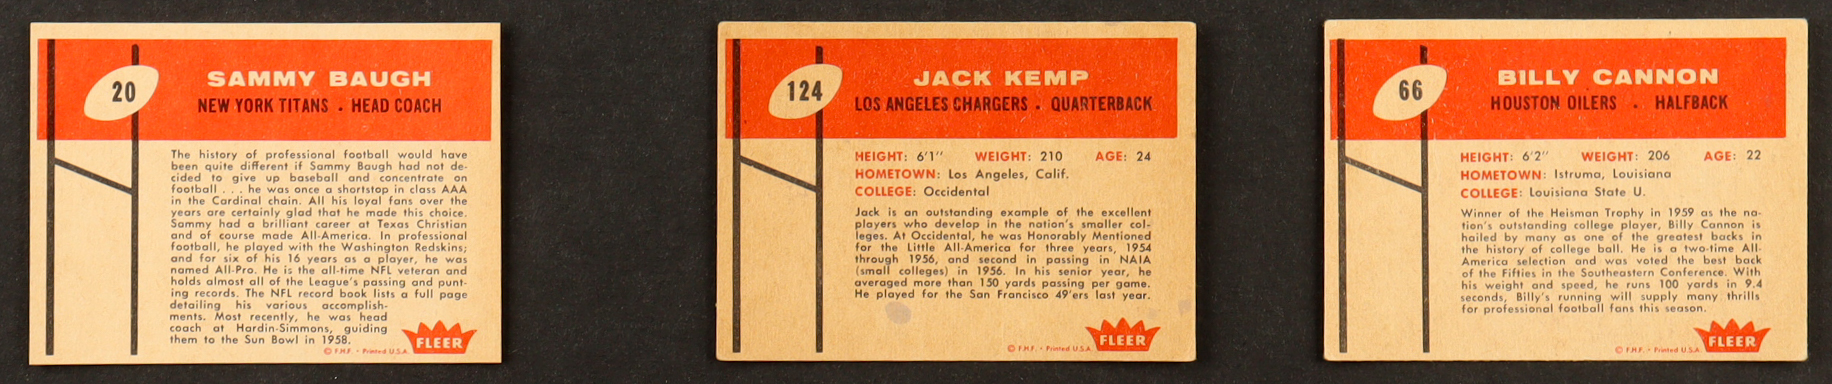 20
SAMMY BAUGH
NEW YORK TITANS . HEAD COACH
The history of professional football would have
been quite different if Sammy Baugh had not de-
cided to give up baseball and concentrate on
football . . . he was once a shortstop in class AAA
in the Cardinal chain. All his loyal fans over the
years are certainly glad that he made this choice.
Sammy had a brilliant career at Texas Christian
and of course made All-America. In professional
football, he played with the Washington Redskins;
and for six of his 16 years as a player, he was
named All-Pro. He is the all-time NFL veteran and
holds almost all of the League's passing and punt-
ing records. The NFL record book lists a full page
detailing his various accomplish-
ments. Most recently, he was head
coach at Hardin-Simmons, guiding
them to the Sun Bowl in 1958.
FLEER
© F.H.F. • Printed U.S.A.
124
JACK KEMP
LOS ANGELES CHARGERS . QUARTERBACK
HEIGHT: 6'1" WEIGHT: 210 AGE: 24
HOMETOWN: Los Angeles, Calif.
COLLEGE: Occidental
Jack is an outstanding example of the excellent
players who develop in the nation's smaller col-
leges. At Occidental, he was Honorably Mentioned
for the Little All-America for three years, 1954
through 1956, and second in passing in NAIA
(small colleges) in 1956. In his senior year, he
averaged more than 150 yards passing per game.
He played for the San Francisco 49'ers last year.
FLEER
© F.H.F. • Printed U.S.A.
66
BILLY CANNON
HOUSTON OILERS . HALFBACK
HEIGHT: 6'2" WEIGHT: 206 AGE: 22
HOMETOWN: Istruma, Louisiana
COLLEGE: Louisiana State U.
Winner of the Heisman Trophy in 1959 as the na-
tion's outstanding college player, Billy Cannon is
hailed by many as one of the greatest backs in
the history of college ball. He is a two-time All-
America selection and was voted the best back
of the Fifties in the Southeastern Conference. With
his weight and speed, he runs 100 yards in 9.4
seconds, Billy's running will supply many thrills
for professional football fans this season.
FLEER
© F.H.F. • Printed U.S.A.